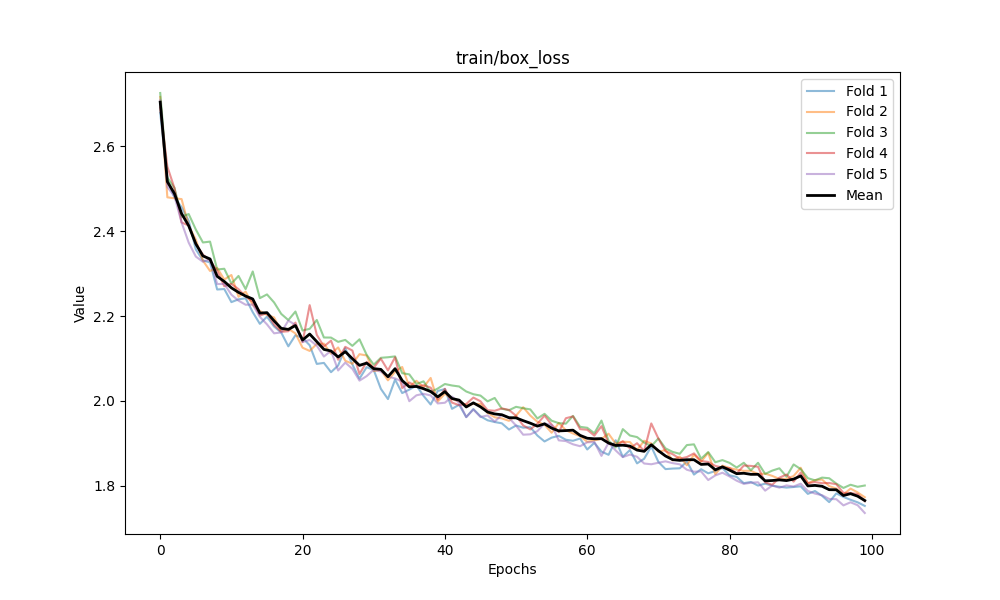 train/box_loss
Fold 1
Fold 2
Fold 3
Fold 4
Fold 5
Mean
Value
2.6
2.4
2.2
2.0
1.8
0
20
40
60
80
100
Epochs